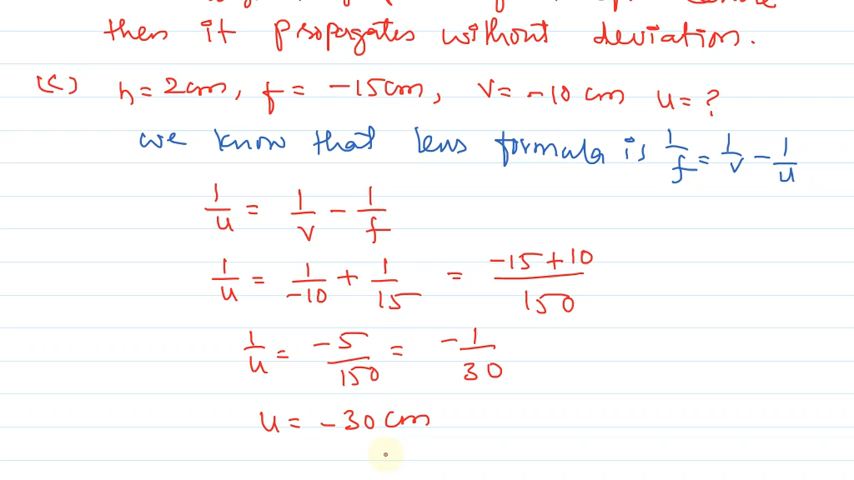 then it propagates without deviation.
(c) h = 2cm, f = -15cm, v = -10 cm u = ?
we know that lens formula is 1/f = 1/v - 1/u
1/u = 1/v - 1/f
1/u = 1/-10 + 1/15 = -15+10/150
1/u = -5/150 = -1/30
u = -30 cm